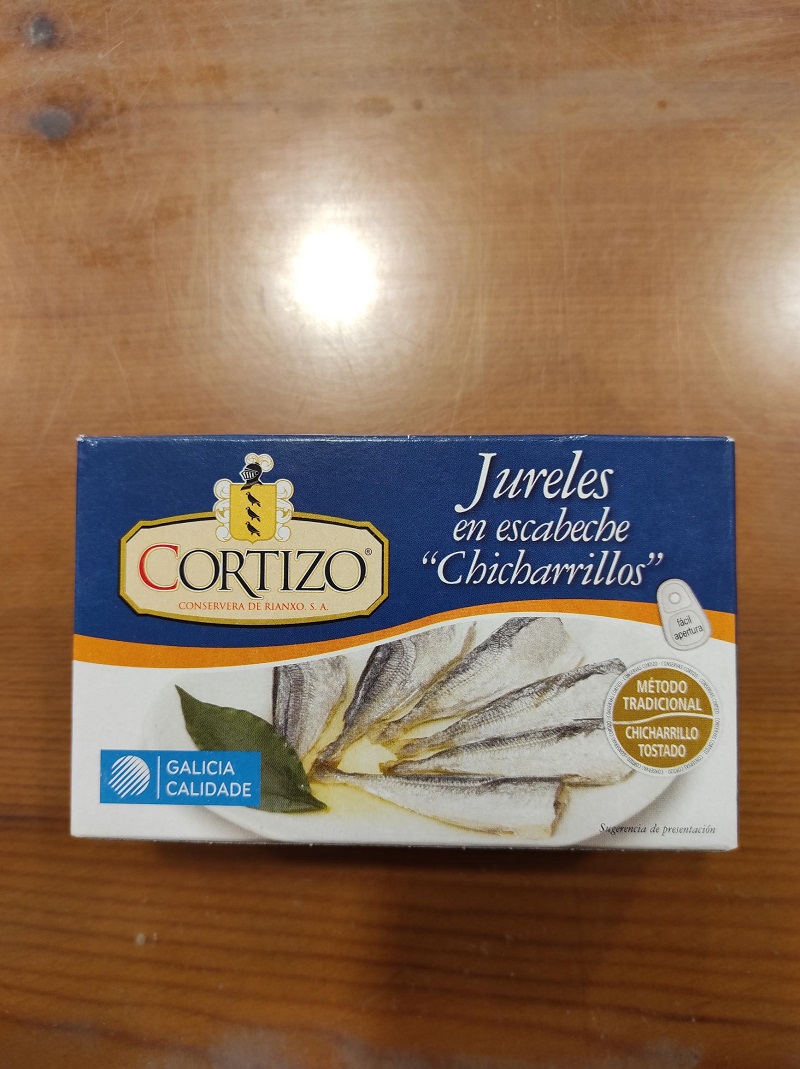 Jureles
en escabeche
“Chicharrillos”
CORTIZO®
CONSERVERA DE RIANXO, S. A.
fácil
apertura
MÉTODO
TRADICIONAL
CHICHARRILLO
TOSTADO
GALICIA
CALIDADE
Sugerencia de presentación